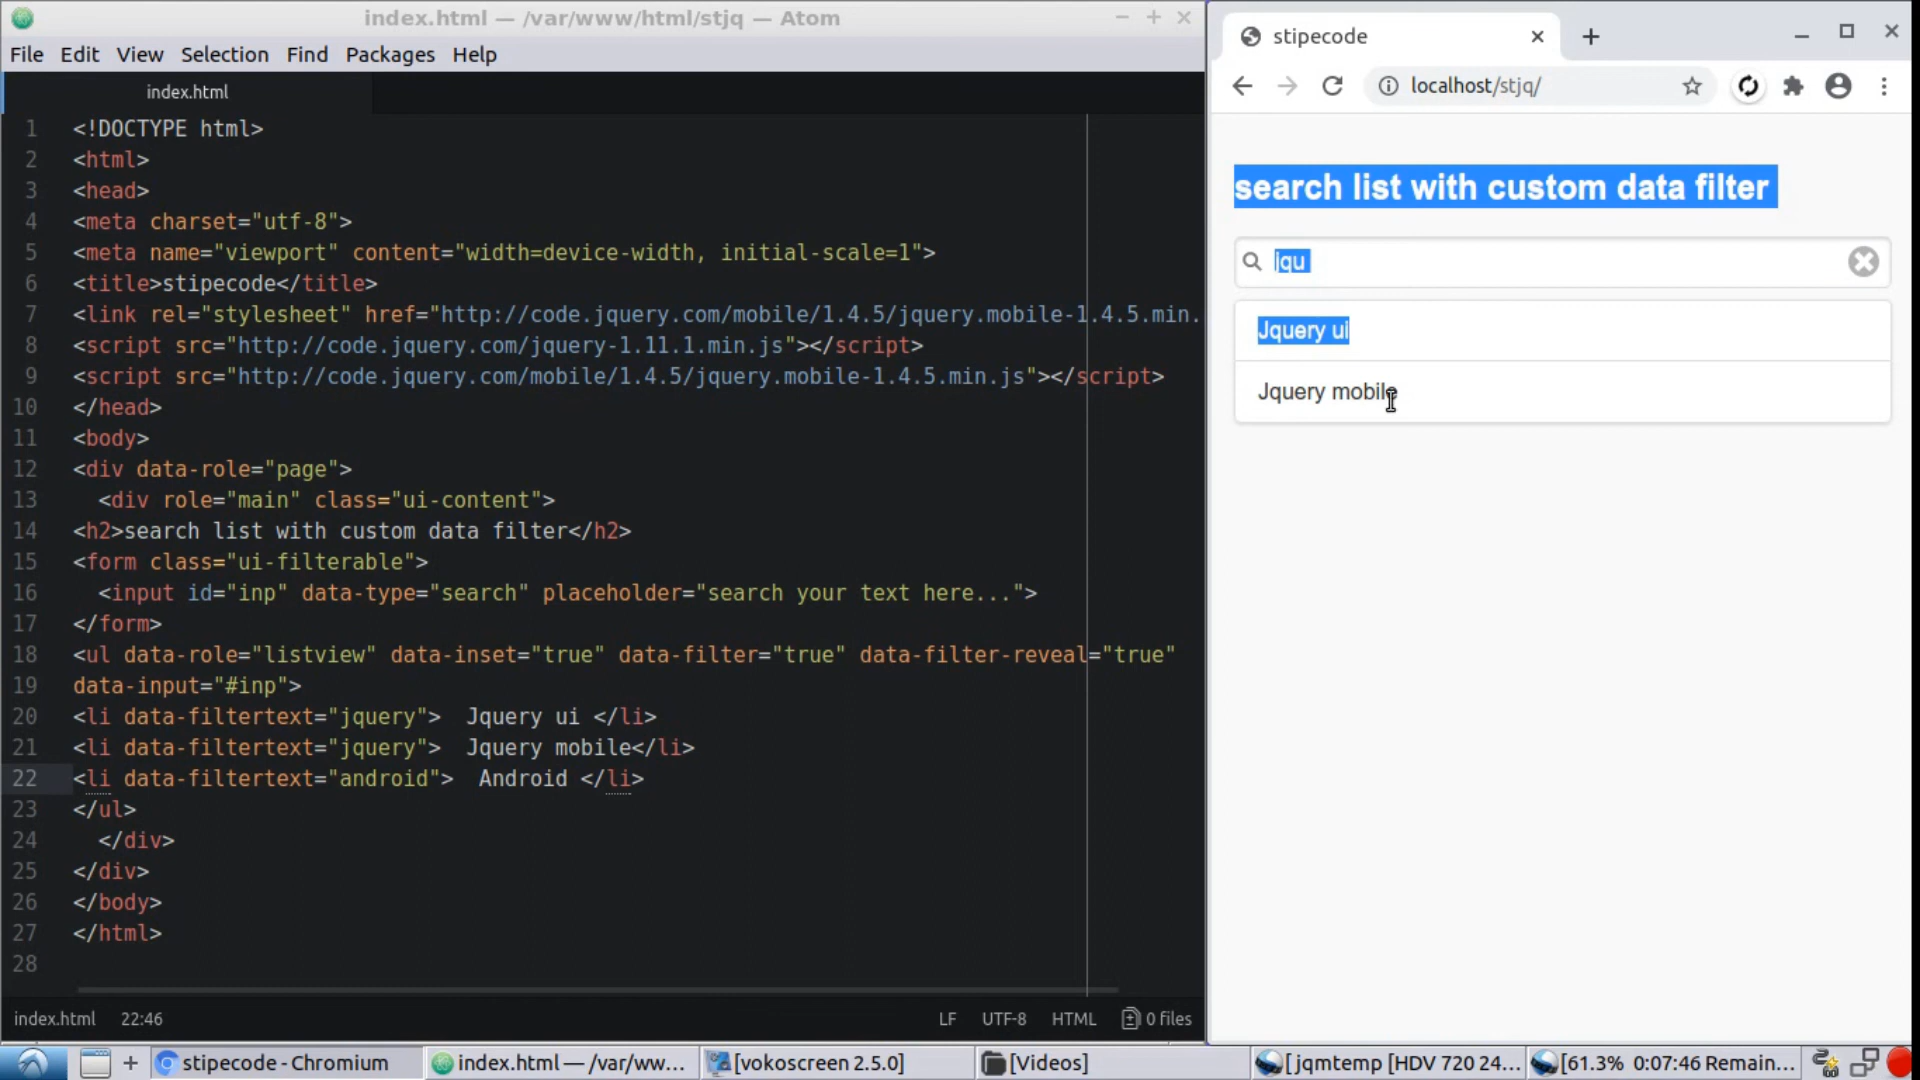 index.html — /var/www/html/stjq — Atom
File Edit View Selection Find Packages Help
index.html
1 <!DOCTYPE html>
2 <html>
3 <head>
4 <meta charset="utf-8">
5 <meta name="viewport" content="width=device-width, initial-scale=1">
6 <title>stipecode</title>
7 <link rel="stylesheet" href="http://code.jquery.com/mobile/1.4.5/jquery.mobile-1.4.5.min.
8 <script src="http://code.jquery.com/jquery-1.11.1.min.js"></script>
9 <script src="http://code.jquery.com/mobile/1.4.5/jquery.mobile-1.4.5.min.js"></script>
10 </head>
11 <body>
12 <div data-role="page">
13   <div role="main" class="ui-content">
14 <h2>search list with custom data filter</h2>
15 <form class="ui-filterable">
16   <input id="inp" data-type="search" placeholder="search your text here...">
17 </form>
18 <ul data-role="listview" data-inset="true" data-filter="true" data-filter-reveal="true"
19 data-input="#inp">
20 <li data-filtertext="jquery">  Jquery ui </li>
21 <li data-filtertext="jquery">  Jquery mobile</li>
22 <li data-filtertext="android">  Android </li>
23 </ul>
24   </div>
25 </div>
26 </body>
27 </html>
28
index.html 22:46 LF UTF-8 HTML 0 files
stipecode
localhost/stjq/
search list with custom data filter
jqu
Jquery ui
Jquery mobile
stipecode - Chromium
index.html — /var/ww...
[vokoscreen 2.5.0]
[Videos]
[ jqmtemp [HDV 720 24...
[61.3% 0:07:46 Remain...